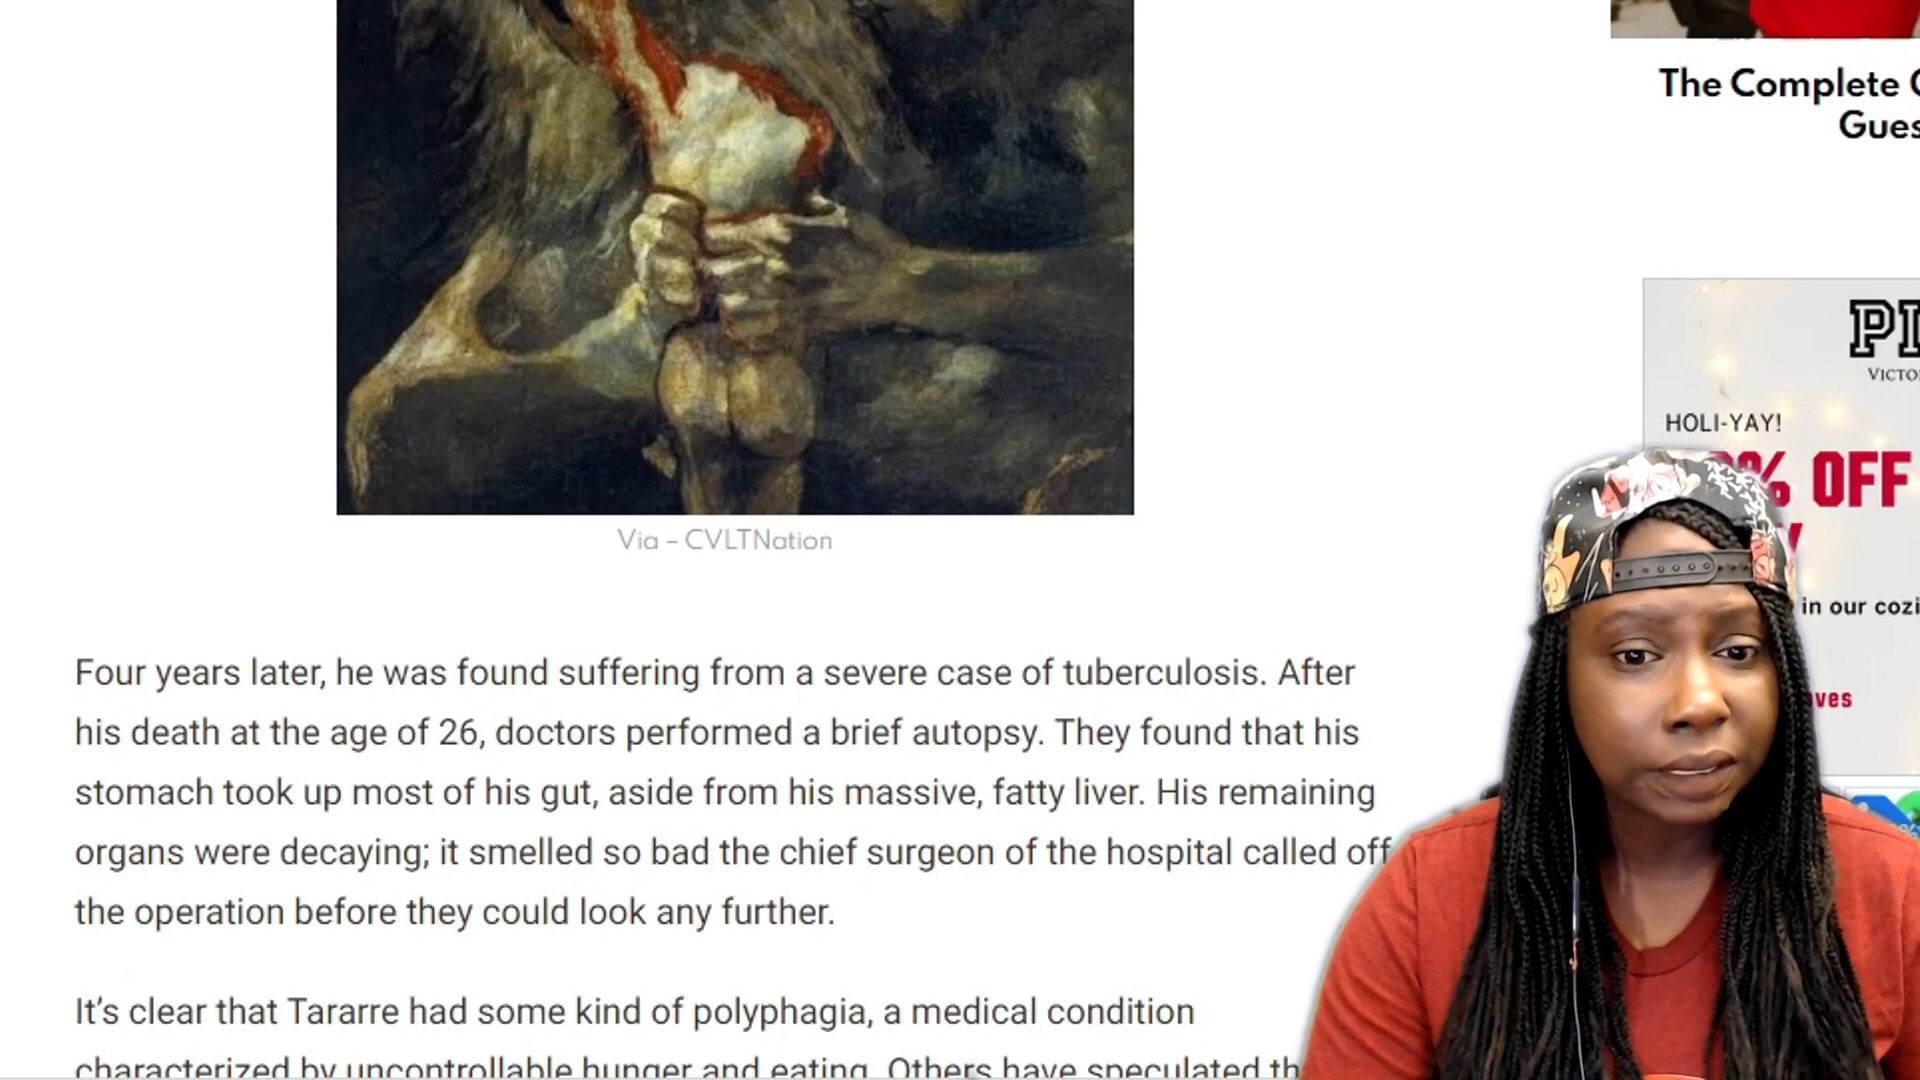 The Complete
Via – CVLTNation
HOLI-YAY!
% OFF
in our
Four years later, he was found suffering from a severe case of tuberculosis. After
his death at the age of 26, doctors performed a brief autopsy. They found that his
stomach took up most of his gut, aside from his massive, fatty liver. His remaining
organs were decaying; it smelled so bad the chief surgeon of the hospital called off
the operation before they could look any further.
It's clear that Tararre had some kind of polyphagia, a medical condition
characterized by uncontrollable hunger and eating. Others have speculated